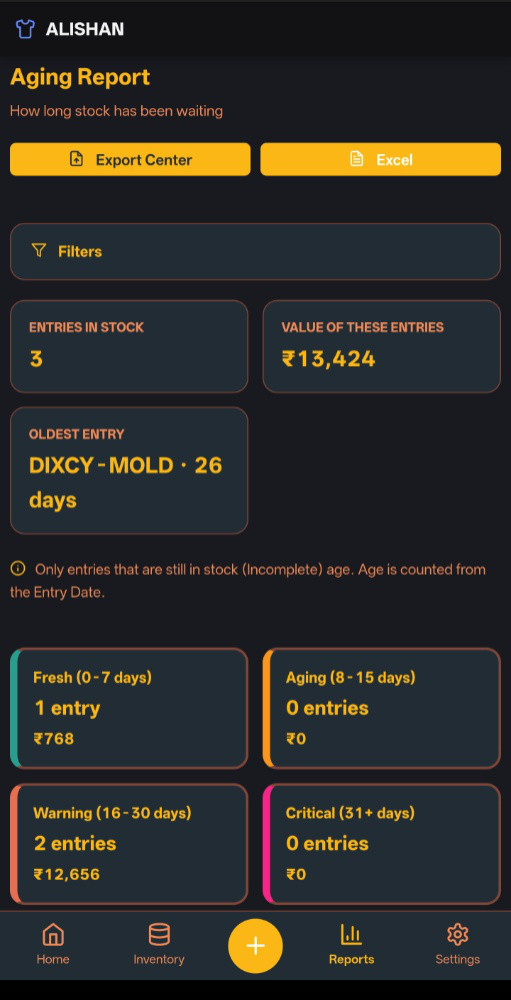 ALISHAN
Aging Report
How long stock has been waiting
Export Center
Excel
Filters
ENTRIES IN STOCK
3
VALUE OF THESE ENTRIES
₹13,424
OLDEST ENTRY
DIXCY-MOLD · 26
days
Only entries that are still in stock (Incomplete) age. Age is counted from
the Entry Date.
Fresh (0-7 days)
1 entry
₹768
Aging (8-15 days)
0 entries
₹0
Warning (16-30 days)
2 entries
₹12,656
Critical (31+ days)
0 entries
₹0
Home
Inventory
Reports
Settings